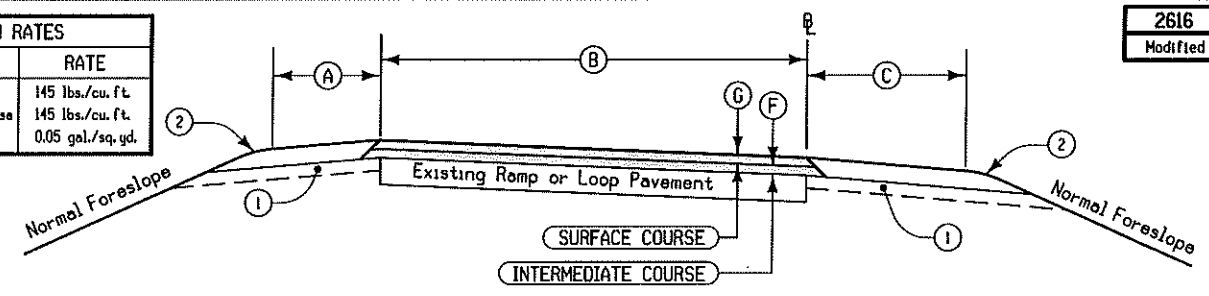 RATES
RATE
145 lbs./cu. ft.
145 lbs./cu. ft.
0.05 gal./sq. yd.
2616
Modified
A
B
C
G
F
2
2
1
1
Existing Ramp or Loop Pavement
Normal Foreslope
Normal Foreslope
SURFACE COURSE
INTERMEDIATE COURSE